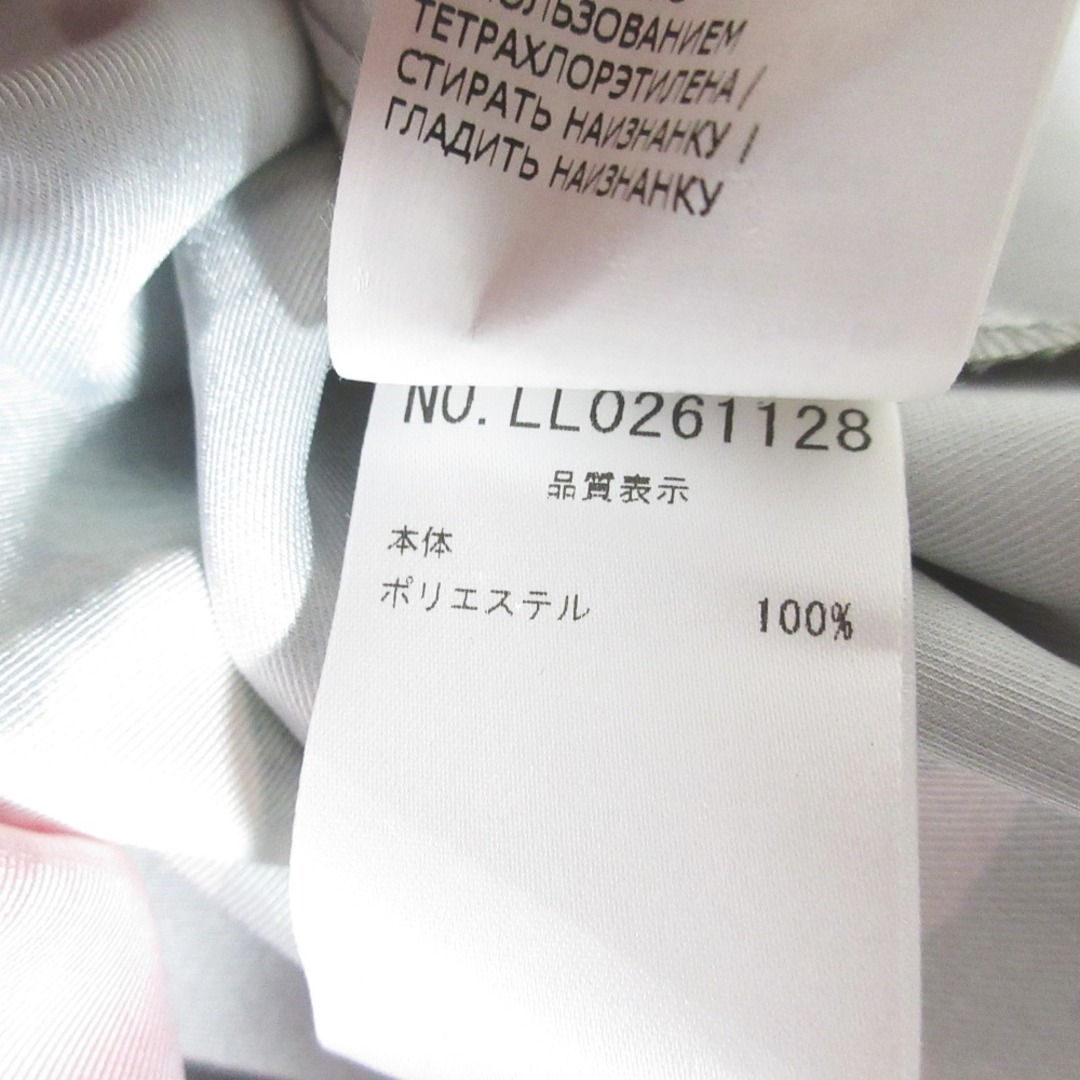 ТЕТРАХЛОРЭТИЛЕНА /
СТИРАТЬ НАИЗНАНКУ /
ГЛАДИТЬ НАИЗНАНКУ
NO. LL0261128
品質表示
本体
ポリエステル 100%